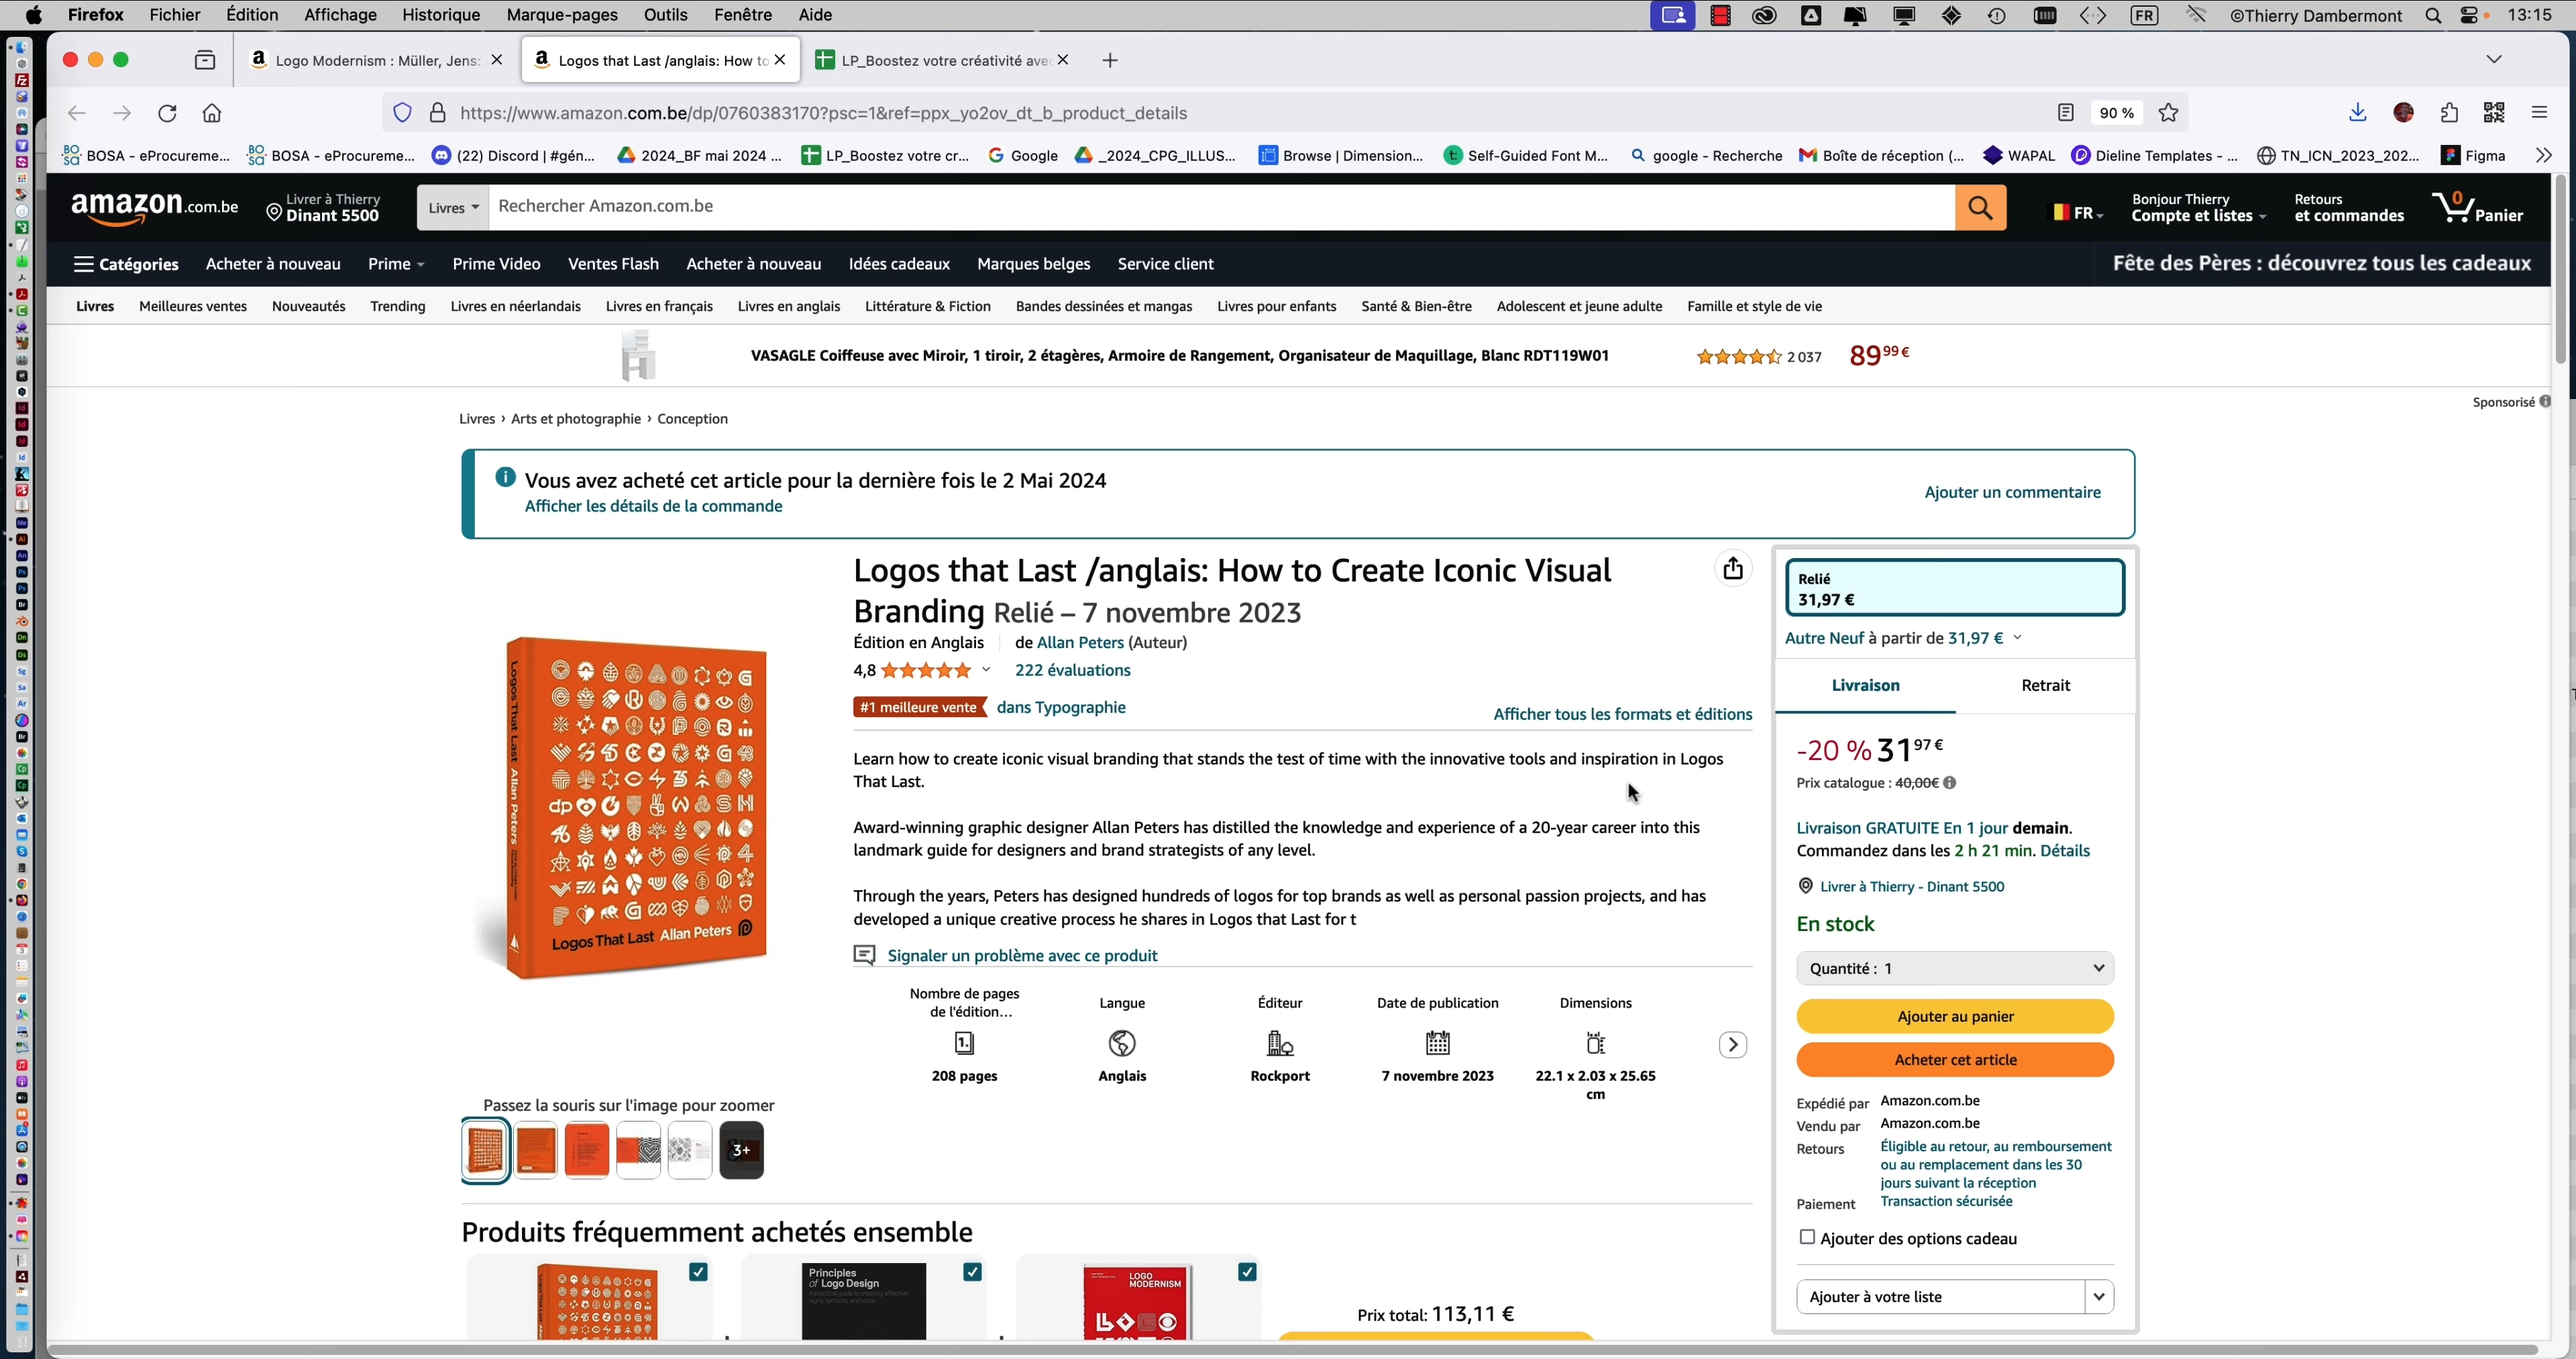 Firefox Fichier Édition Affichage Historique Marque-pages Outils Fenêtre Aide FR ©Thierry Dambermont 13:15
Logo Modernism : Müller, Jens: Logos that Last /anglais: How to LP_Boostez votre créativité ave
https://www.amazon.com.be/dp/0760383170?psc=1&ref=ppx_yo2ov_dt_b_product_details 90 %
BOSA - eProcureme... BOSA - eProcureme... (22) Discord | #gén... 2024_BF mai 2024 ... LP_Boostez votre cr... Google _2024_CPG_ILLUS... Browse | Dimension... Self-Guided Font M... google - Recherche Boîte de réception (... WAPAL Dieline Templates - ... TN_ICN_2023_202... Figma
amazon.com.be
Livrer à Thierry
Dinant 5500
Livres Rechercher Amazon.com.be
FR
Bonjour Thierry
Compte et listes
Retours
et commandes
0 Panier
Catégories Acheter à nouveau Prime Prime Video Ventes Flash Acheter à nouveau Idées cadeaux Marques belges Service client Fête des Pères : découvrez tous les cadeaux
Livres Meilleures ventes Nouveautés Trending Livres en néerlandais Livres en français Livres en anglais Littérature & Fiction Bandes dessinées et mangas Livres pour enfants Santé & Bien-être Adolescent et jeune adulte Famille et style de vie
VASAGLE Coiffeuse avec Miroir, 1 tiroir, 2 étagères, Armoire de Rangement, Organisateur de Maquillage, Blanc RDT119W01 2 037 89 99 €
Sponsorisé
Livres › Arts et photographie › Conception
Vous avez acheté cet article pour la dernière fois le 2 Mai 2024
Afficher les détails de la commande
Ajouter un commentaire
Logos that Last /anglais: How to Create Iconic Visual
Branding Relié – 7 novembre 2023
Édition en Anglais de Allan Peters (Auteur)
4,8 222 évaluations
#1 meilleure vente dans Typographie
Afficher tous les formats et éditions
Learn how to create iconic visual branding that stands the test of time with the innovative tools and inspiration in Logos
That Last.
Award-winning graphic designer Allan Peters has distilled the knowledge and experience of a 20-year career into this
landmark guide for designers and brand strategists of any level.
Through the years, Peters has designed hundreds of logos for top brands as well as personal passion projects, and has
developed a unique creative process he shares in Logos that Last for t
Signaler un problème avec ce produit
Nombre de pages
de l'édition...
208 pages
Langue
Anglais
Éditeur
Rockport
Date de publication
7 novembre 2023
Dimensions
22.1 x 2.03 x 25.65
cm
Logos That Last Allan Peters
Logos That Last Allan Peters
Passez la souris sur l'image pour zoomer
3+
Relié
31,97 €
Autre Neuf à partir de 31,97 €
Livraison Retrait
-20 % 31 97 €
Prix catalogue : 40,00€
Livraison GRATUITE En 1 jour demain.
Commandez dans les 2 h 21 min. Détails
Livrer à Thierry - Dinant 5500
En stock
Quantité : 1
Ajouter au panier
Acheter cet article
Expédié par Amazon.com.be
Vendu par Amazon.com.be
Retours Éligible au retour, au remboursement
ou au remplacement dans les 30
jours suivant la réception
Paiement Transaction sécurisée
Ajouter des options cadeau
Ajouter à votre liste
Produits fréquemment achetés ensemble
Principles
of Logo Design
LOGO
MODERNISM
Prix total: 113,11 €